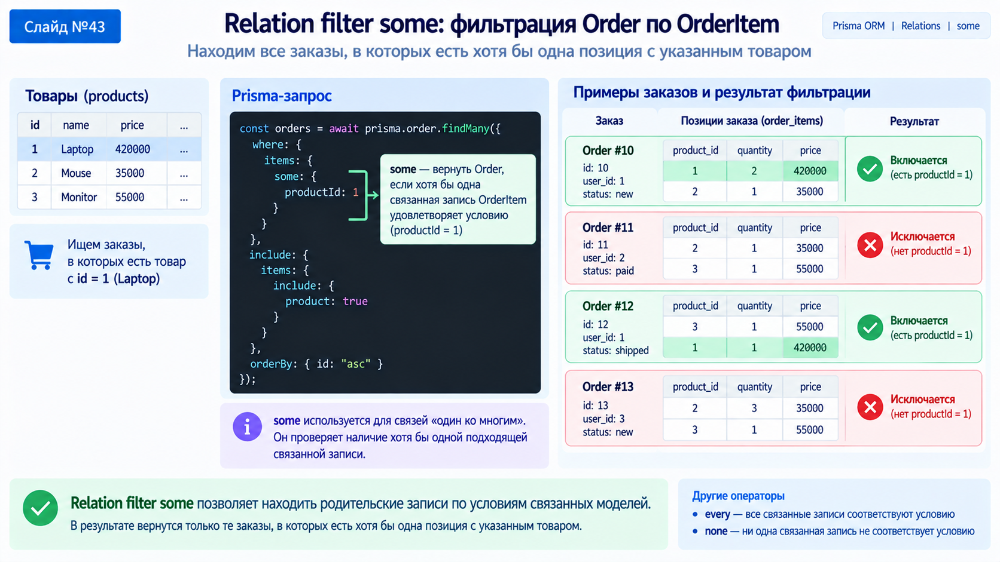 Слайд №43
Relation filter some: фильтрация Order по OrderItem
Prisma ORM | Relations | some
Находим все заказы, в которых есть хотя бы одна позиция с указанным товаром
Товары (products)
id name price ...
1 Laptop 420000 ...
2 Mouse 35000 ...
3 Monitor 55000 ...
Ищем заказы,
в которых есть товар
с id = 1 (Laptop)
Prisma-запрос
const orders = await prisma.order.findMany({
where: {
items: {
some: {
productId: 1
}
}
},
include: {
items: {
include: {
product: true
}
}
},
orderBy: { id: "asc" }
});
some — вернуть Order,
если хотя бы одна
связанная запись OrderItem
удовлетворяет условию
(productId = 1)
some используется для связей «один ко многим».
Он проверяет наличие хотя бы одной подходящей
связанной записи.
Примеры заказов и результат фильтрации
Заказ Позиции заказа (order_items) Результат
Order #10
id: 10
user_id: 1
status: new
product_id quantity price
1 2 420000
2 1 35000
Включается
(есть productId = 1)
Order #11
id: 11
user_id: 2
status: paid
product_id quantity price
2 1 35000
3 1 55000
Исключается
(нет productId = 1)
Order #12
id: 12
user_id: 1
status: shipped
product_id quantity price
3 1 55000
1 1 420000
Включается
(есть productId = 1)
Order #13
id: 13
user_id: 3
status: new
product_id quantity price
2 3 35000
3 1 55000
Исключается
(нет productId = 1)
Relation filter some позволяет находить родительские записи по условиям связанных моделей.
В результате вернутся только те заказы, в которых есть хотя бы одна позиция с указанным товаром.
Другие операторы
• every — все связанные записи соответствуют условию
• none — ни одна связанная запись не соответствует условию